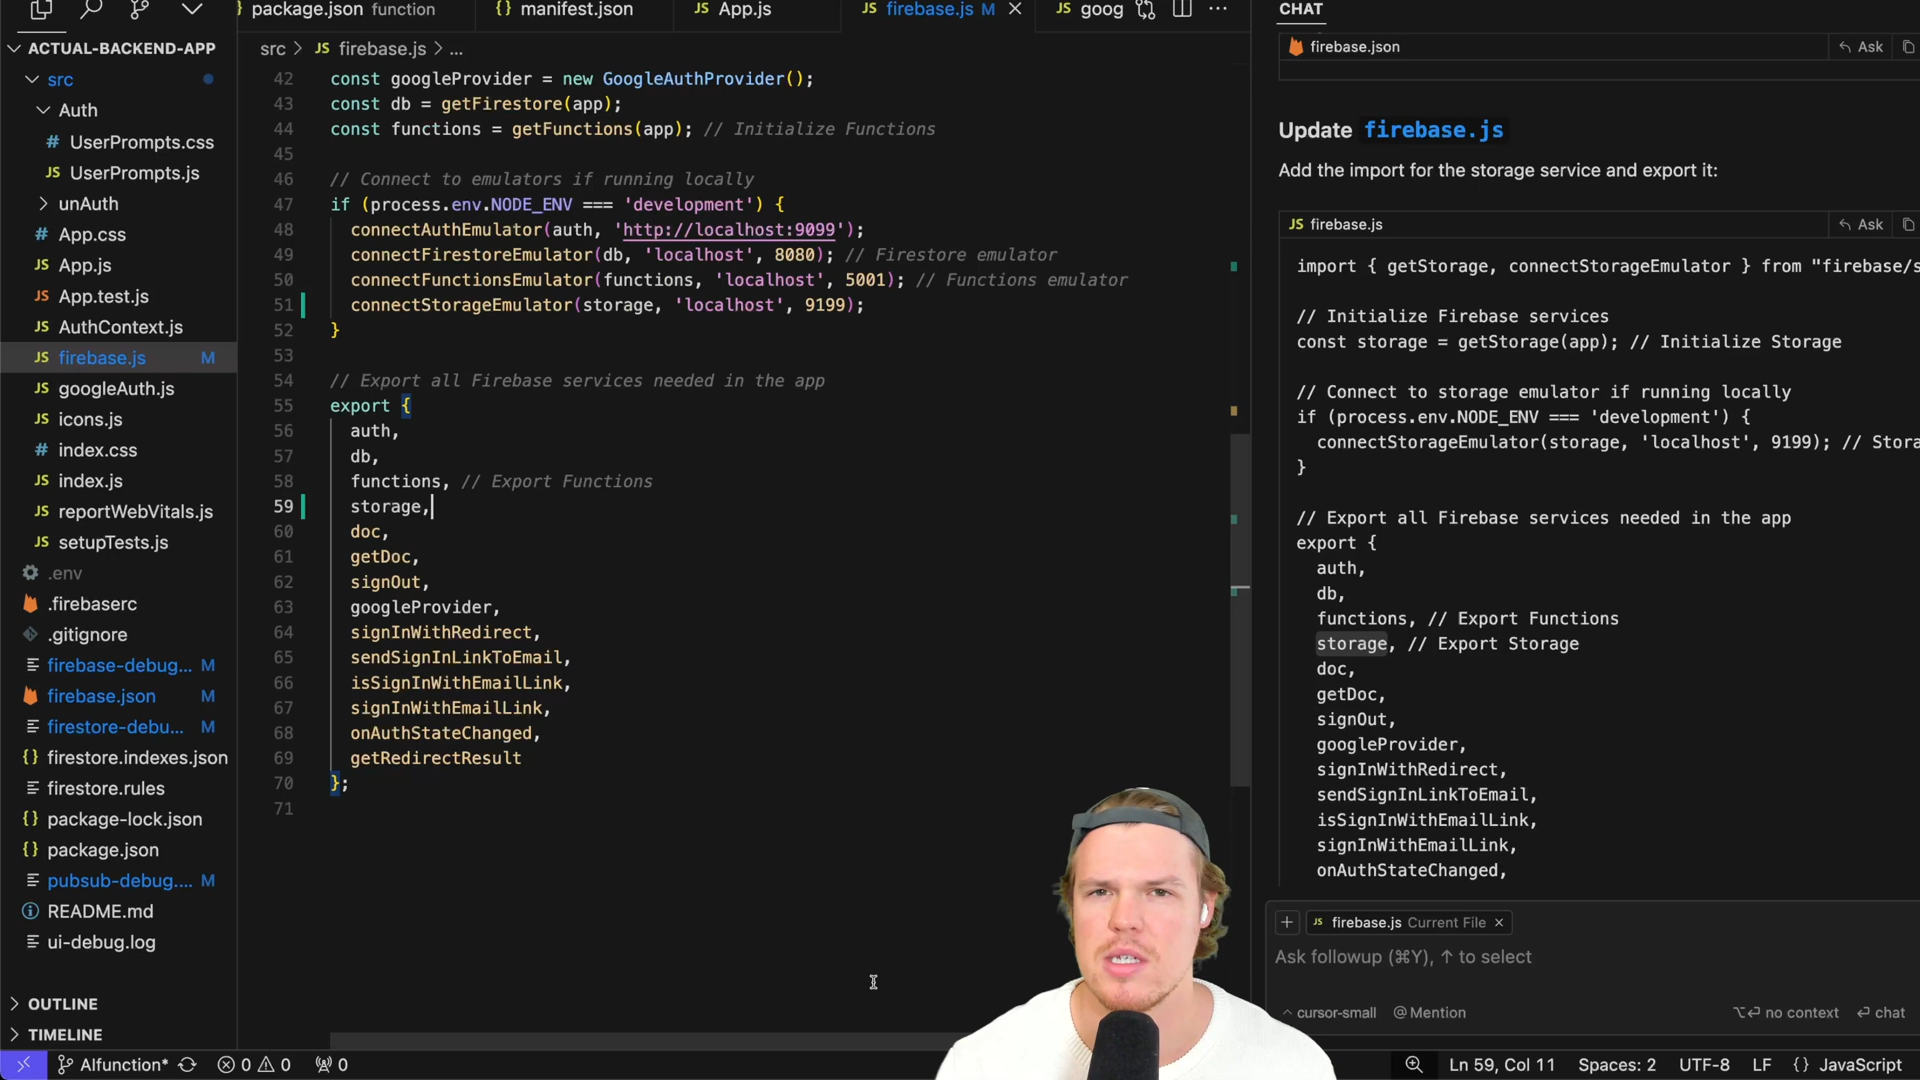 package.json function
manifest.json
App.js
firebase.js M
goog
CHAT
ACTUAL-BACKEND-APP
src
Auth
UserPrompts.css
UserPrompts.js
unAuth
App.css
App.js
App.test.js
AuthContext.js
firebase.js M
googleAuth.js
icons.js
index.css
index.js
reportWebVitals.js
setupTests.js
.env
.firebaserc
.gitignore
firebase-debug... M
firebase.json M
firestore-debu... M
firestore.indexes.json
firestore.rules
package-lock.json
package.json
pubsub-debug.... M
README.md
ui-debug.log
OUTLINE
TIMELINE
src > JS firebase.js > ...
42 const googleProvider = new GoogleAuthProvider();
43 const db = getFirestore(app);
44 const functions = getFunctions(app); // Initialize Functions
45
46 // Connect to emulators if running locally
47 if (process.env.NODE_ENV === 'development') {
48 connectAuthEmulator(auth, 'http://localhost:9099');
49 connectFirestoreEmulator(db, 'localhost', 8080); // Firestore emulator
50 connectFunctionsEmulator(functions, 'localhost', 5001); // Functions emulator
51 connectStorageEmulator(storage, 'localhost', 9199);
52 }
53
54 // Export all Firebase services needed in the app
55 export {
56 auth,
57 db,
58 functions, // Export Functions
59 storage,
60 doc,
61 getDoc,
62 signOut,
63 googleProvider,
64 signInWithRedirect,
65 sendSignInLinkToEmail,
66 isSignInWithEmailLink,
67 signInWithEmailLink,
68 onAuthStateChanged,
69 getRedirectResult
70 };
71
firebase.json Ask
Update firebase.js
Add the import for the storage service and export it:
JS firebase.js Ask
import { getStorage, connectStorageEmulator } from "firebase/s
// Initialize Firebase services
const storage = getStorage(app); // Initialize Storage
// Connect to storage emulator if running locally
if (process.env.NODE_ENV === 'development') {
connectStorageEmulator(storage, 'localhost', 9199); // Stora
}
// Export all Firebase services needed in the app
export {
auth,
db,
functions, // Export Functions
storage, // Export Storage
doc,
getDoc,
signOut,
googleProvider,
signInWithRedirect,
sendSignInLinkToEmail,
isSignInWithEmailLink,
signInWithEmailLink,
onAuthStateChanged,
+ JS firebase.js Current File ×
Ask followup (⌘Y), ↑ to select
cursor-small @Mention no context chat
AIfunction* 0 0 0
Ln 59, Col 11 Spaces: 2 UTF-8 LF {} JavaScript